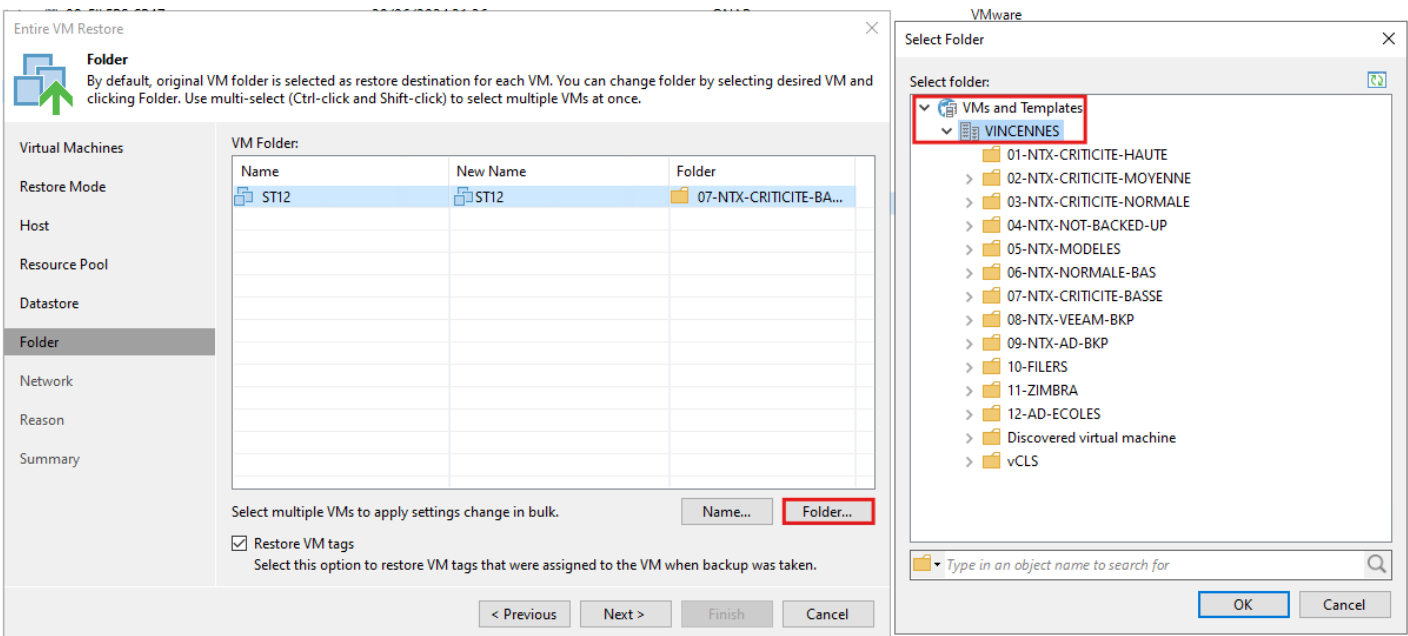 VMware
Entire VM Restore
Folder
By default, original VM folder is selected as restore destination for each VM. You can change folder by selecting desired VM and
clicking Folder. Use multi-select (Ctrl-click and Shift-click) to select multiple VMs at once.
Virtual Machines
Restore Mode
Host
Resource Pool
Datastore
Folder
Network
Reason
Summary
VM Folder:
Name New Name Folder
ST12 ST12 07-NTX-CRITICITE-BA...
Select multiple VMs to apply settings change in bulk.
Name... Folder...
Restore VM tags
Select this option to restore VM tags that were assigned to the VM when backup was taken.
< Previous Next > Finish Cancel
Select Folder
Select folder:
VMs and Templates
VINCENNES
01-NTX-CRITICITE-HAUTE
02-NTX-CRITICITE-MOYENNE
03-NTX-CRITICITE-NORMALE
04-NTX-NOT-BACKED-UP
05-NTX-MODELES
06-NTX-NORMALE-BAS
07-NTX-CRITICITE-BASSE
08-NTX-VEEAM-BKP
09-NTX-AD-BKP
10-FILERS
11-ZIMBRA
12-AD-ECOLES
Discovered virtual machine
vCLS
Type in an object name to search for
OK Cancel